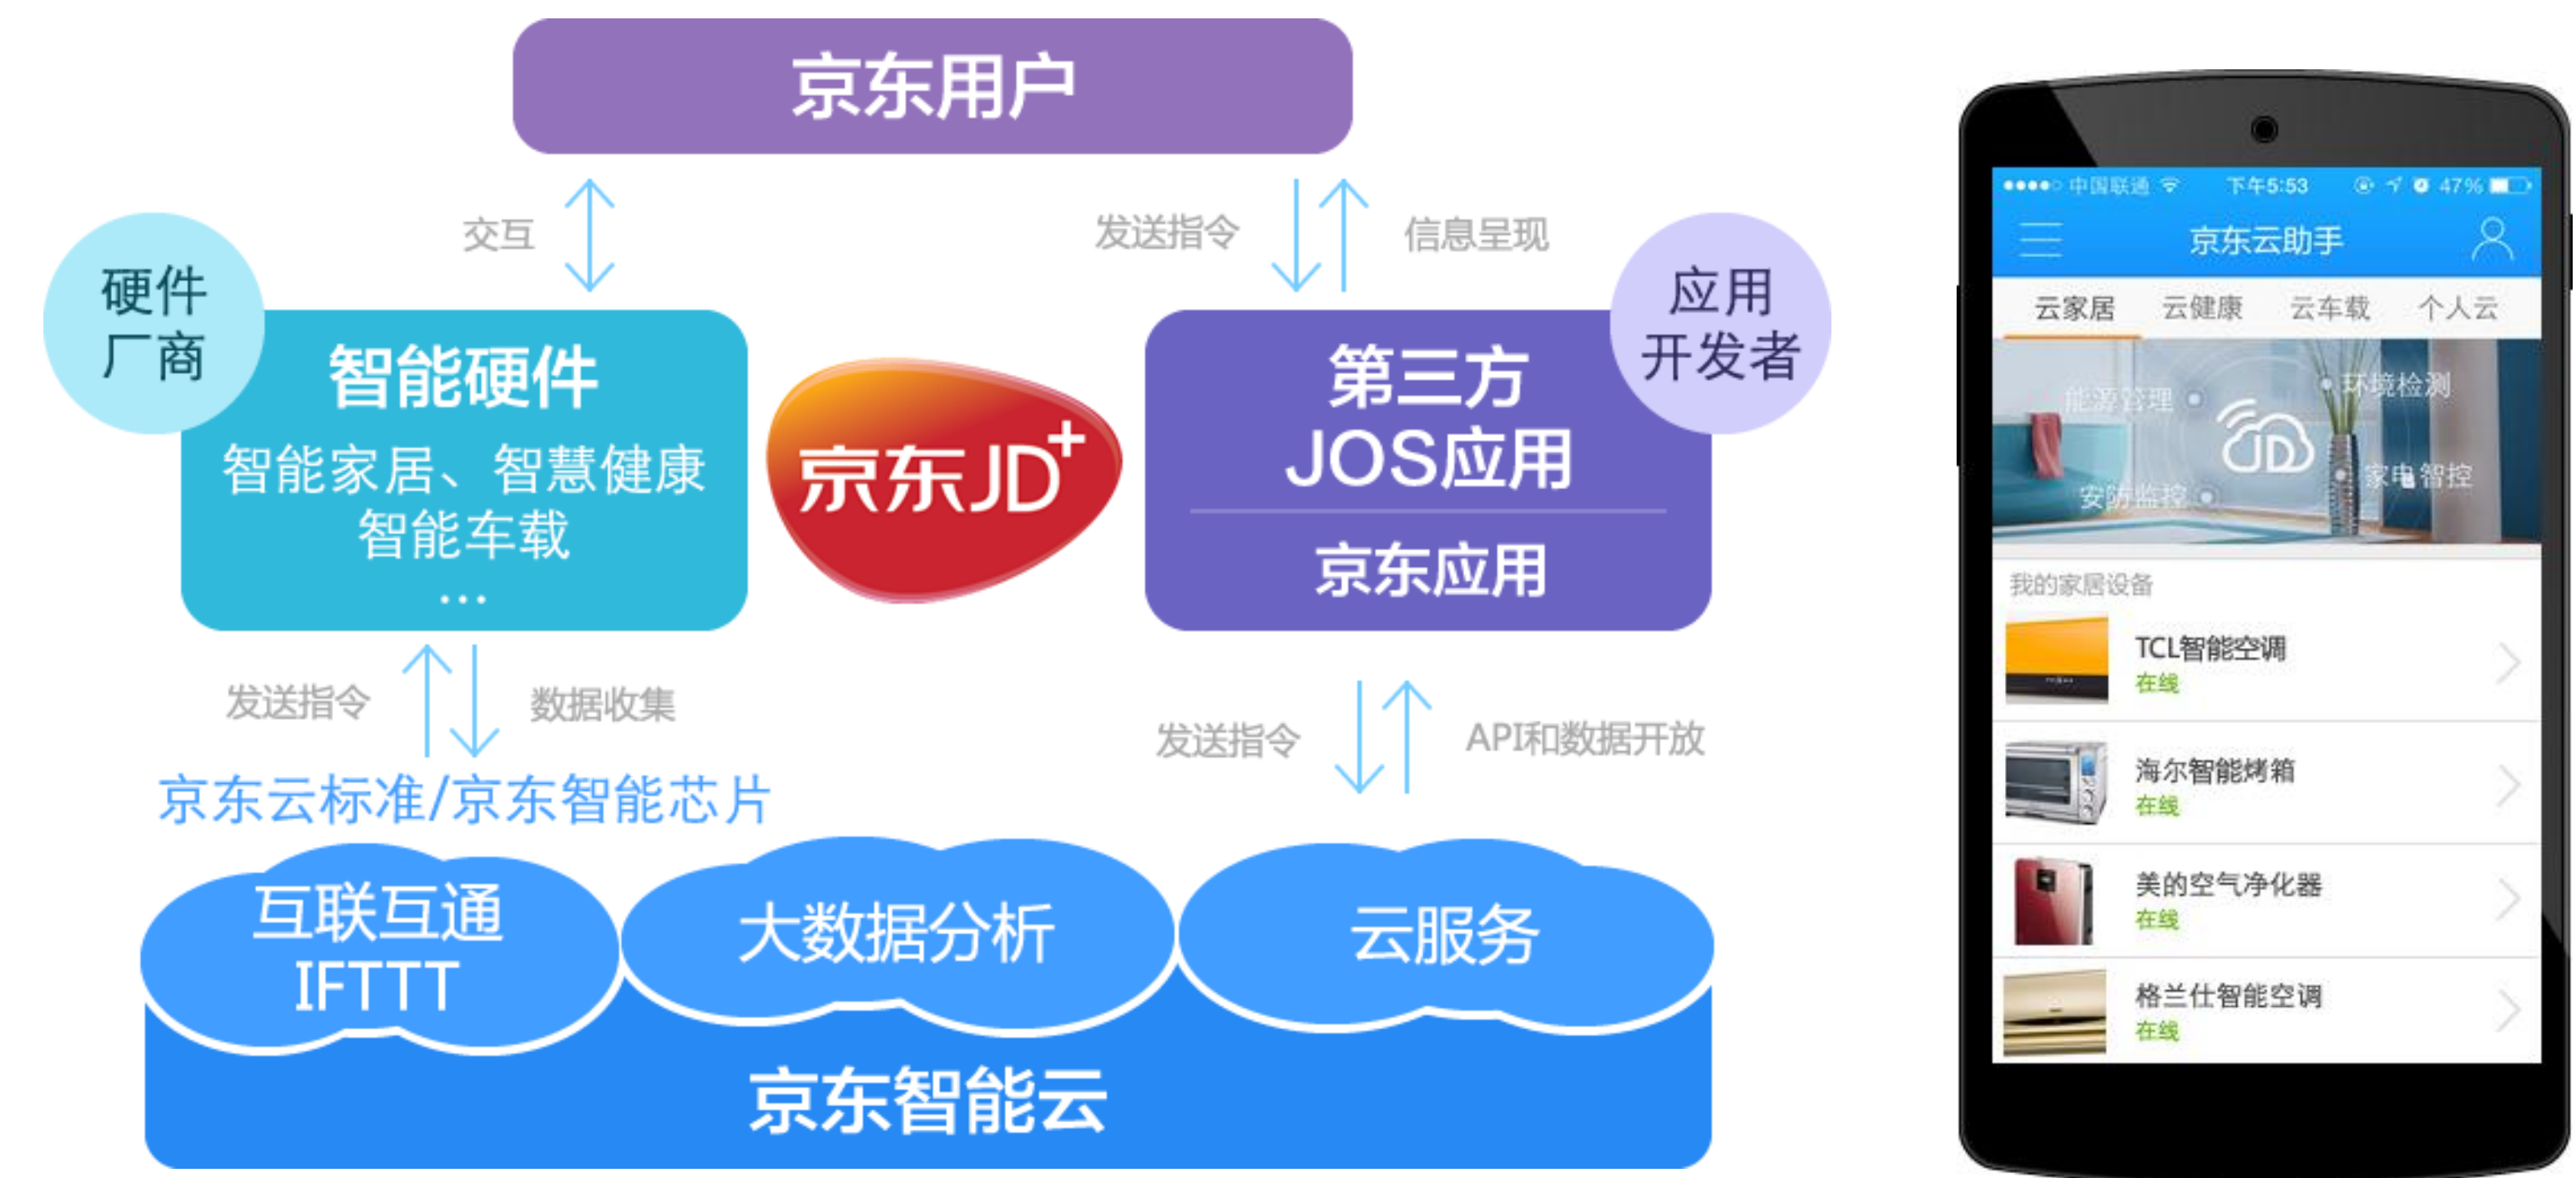 京东用户
交互
发送指令
信息呈现
硬件
厂商
智能硬件
智能家居、智慧健康
智能车载
...
京东JD+
应用
开发者
第三方
JOS应用
京东应用
发送指令
数据收集
发送指令
API和数据开放
京东云标准/京东智能芯片
互联互通
IFTTT
大数据分析
云服务
京东智能云
中国联通
下午5:53
47%
京东云助手
云家居
云健康
云车载
个人云
能源管理
环境检测
JD
家电智控
安防监控
我的家居设备
TCL智能空调
在线
海尔智能烤箱
在线
美的空气净化器
在线
格兰仕智能空调
在线